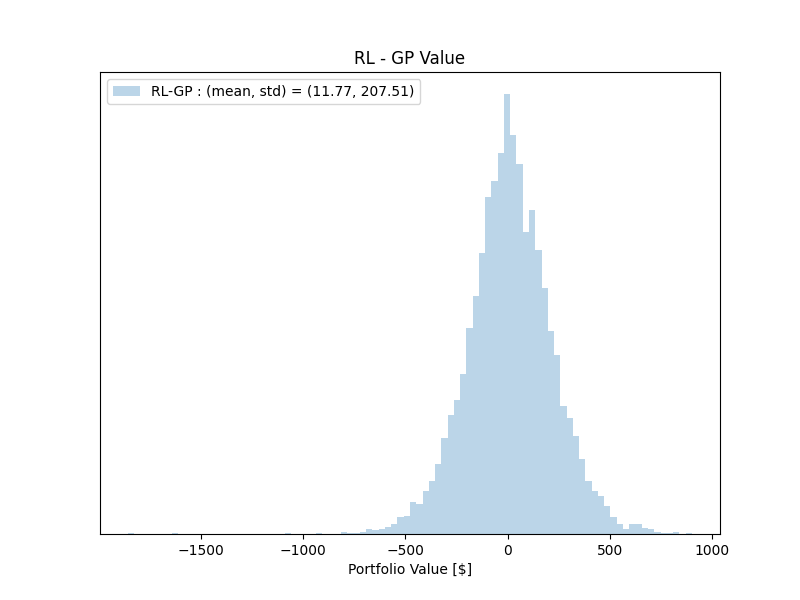 RL - GP Value
RL-GP : (mean, std) = (11.77, 207.51)
−1500 −1000 −500 0 500 1000
Portfolio Value [$]